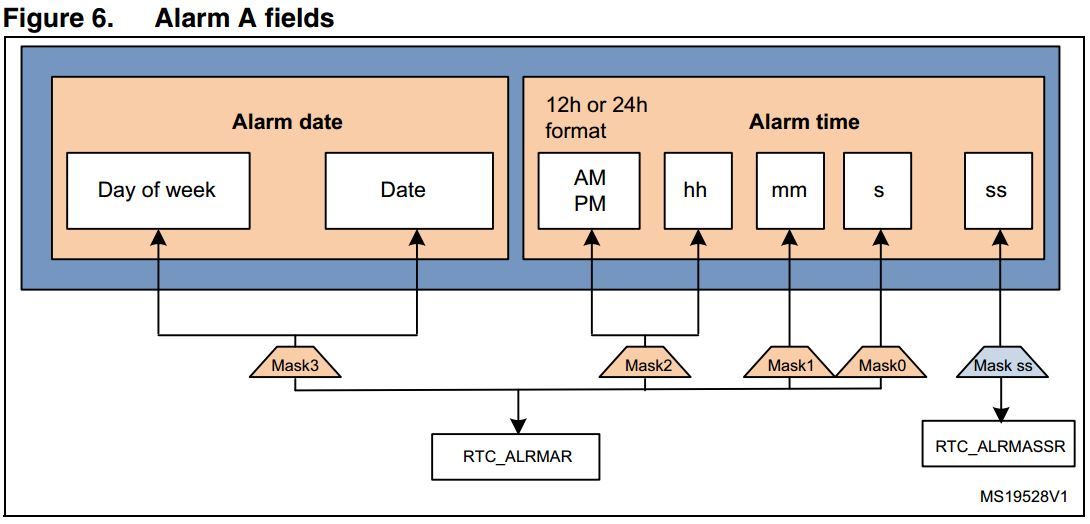 Figure 6. Alarm A fields
Alarm date
12h or 24h
format
Alarm time
Day of week
Date
AM
PM
hh
mm
s
ss
Mask3
Mask2
Mask1
Mask0
Mask ss
RTC_ALRMAR
RTC_ALRMASSR
MS19528V1